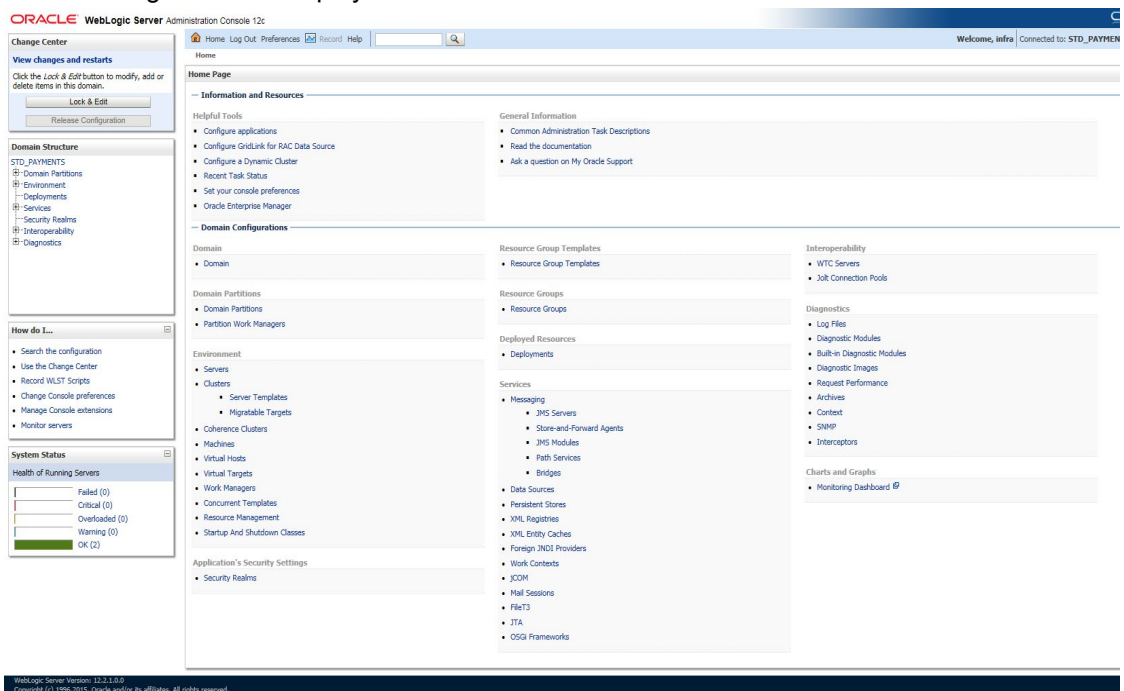 ORACLE WebLogic Server Administration Console 12c
Change Center
View changes and restarts
Click the Lock & Edit button to modify, add or
delete items in this domain.
Lock & Edit
Release Configuration
Domain Structure
STD_PAYMENTS
Domain Partitions
Environment
Deployments
Services
Security Realms
Interoperability
Diagnostics
How do I...
Search the configuration
Use the Change Center
Record WLST Scripts
Change Console preferences
Manage Console extensions
Monitor servers
System Status
Health of Running Servers
Failed (0)
Critical (0)
Overloaded (0)
Warning (0)
OK (2)
Home Log Out Preferences Record Help
Welcome, infra Connected to: STD_PAYMEN
Home
Home Page
Information and Resources
Helpful Tools
Configure applications
Configure GridLink for RAC Data Source
Configure a Dynamic Cluster
Recent Task Status
Set your console preferences
Oracle Enterprise Manager
General Information
Common Administration Task Descriptions
Read the documentation
Ask a question on My Oracle Support
Domain Configurations
Domain
Domain
Domain Partitions
Domain Partitions
Partition Work Managers
Environment
Servers
Clusters
Server Templates
Migratable Targets
Coherence Clusters
Machines
Virtual Hosts
Virtual Targets
Work Managers
Concurrent Templates
Resource Management
Startup And Shutdown Classes
Application's Security Settings
Security Realms
Resource Group Templates
Resource Group Templates
Resource Groups
Resource Groups
Deployed Resources
Deployments
Services
Messaging
JMS Servers
Store-and-Forward Agents
JMS Modules
Path Services
Bridges
Data Sources
Persistent Stores
XML Registries
XML Entity Caches
Foreign JNDI Providers
Work Contexts
jCOM
Mail Sessions
FileT3
JTA
OSGi Frameworks
Interoperability
WTC Servers
Jolt Connection Pools
Diagnostics
Log Files
Diagnostic Modules
Built-in Diagnostic Modules
Diagnostic Images
Request Performance
Archives
Context
SNMP
Interceptors
Charts and Graphs
Monitoring Dashboard
WebLogic Server Version: 12.2.1.0.0
Copyright (c) 1996,2015, Oracle and/or its affiliates. All rights reserved.